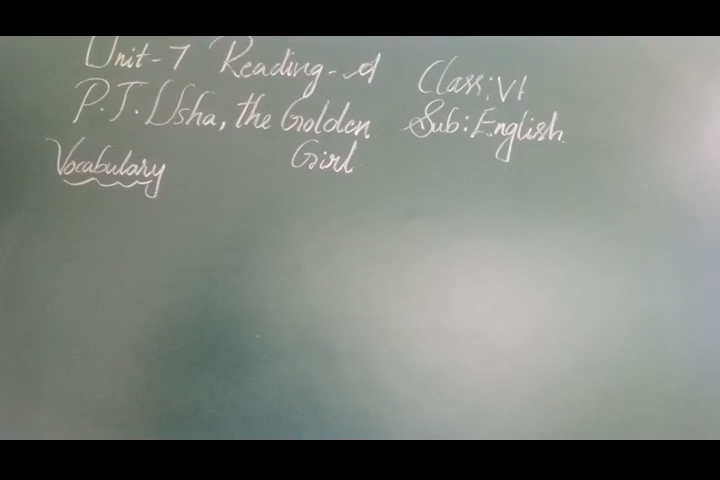 Unit-7 Reading-A
P.T.Usha, the Golden Girl
Class: VI
Sub: English
Vocabulary